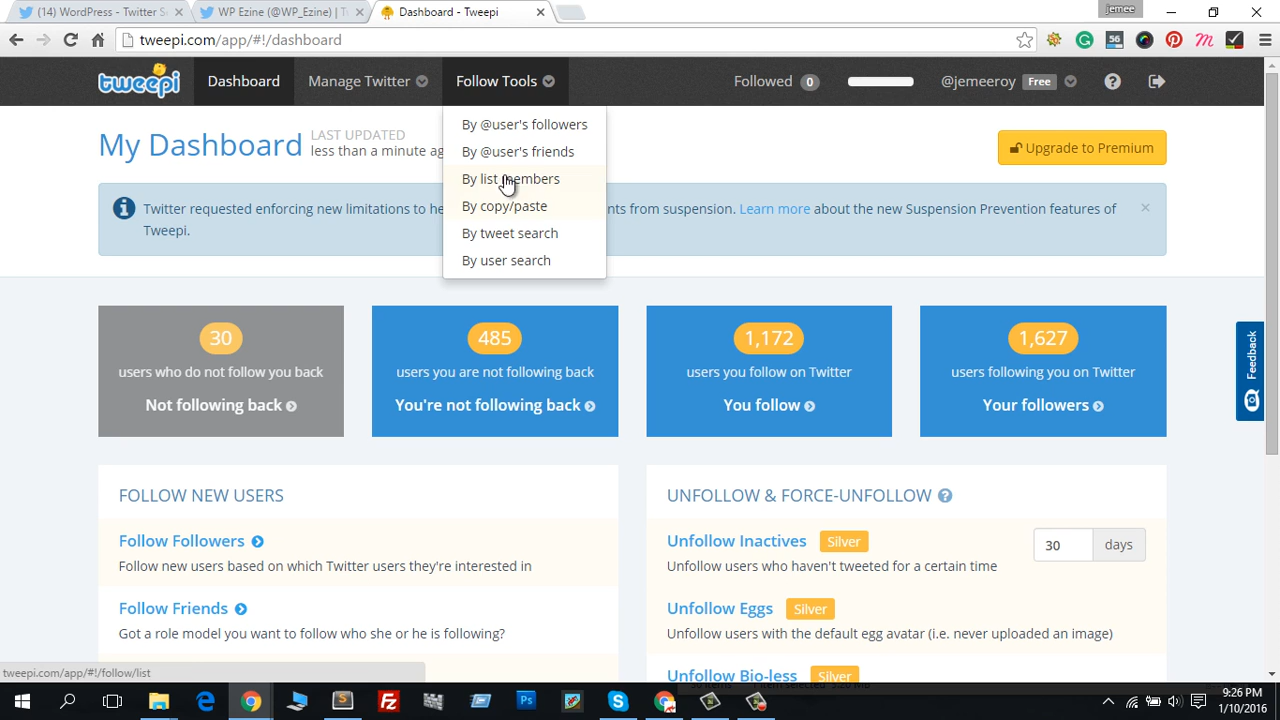 (14) WordPress - Twitter S
WP Ezine (@WP_Ezine) | T
Dashboard - Tweepi
jemee
tweepi.com/app/#!/dashboard
56
tweepi
Dashboard
Manage Twitter
Follow Tools
Followed 0
@jemeeroy Free
By @user's followers
By @user's friends
By list members
By copy/paste
By tweet search
By user search
My Dashboard
LAST UPDATED
less than a minute ag
Upgrade to Premium
Twitter requested enforcing new limitations to he
nts from suspension. Learn more about the new Suspension Prevention features of
Tweepi.
30
users who do not follow you back
Not following back
485
users you are not following back
You're not following back
1,172
users you follow on Twitter
You follow
1,627
users following you on Twitter
Your followers
Feedback
FOLLOW NEW USERS
Follow Followers
Follow new users based on which Twitter users they're interested in
Follow Friends
Got a role model you want to follow who she or he is following?
UNFOLLOW & FORCE-UNFOLLOW
Unfollow Inactives Silver
30 days
Unfollow users who haven't tweeted for a certain time
Unfollow Eggs Silver
Unfollow users with the default egg avatar (i.e. never uploaded an image)
Unfollow Bio-less Silver
tweepi.com/app/#!/follow/list
9:26 PM
1/10/2016